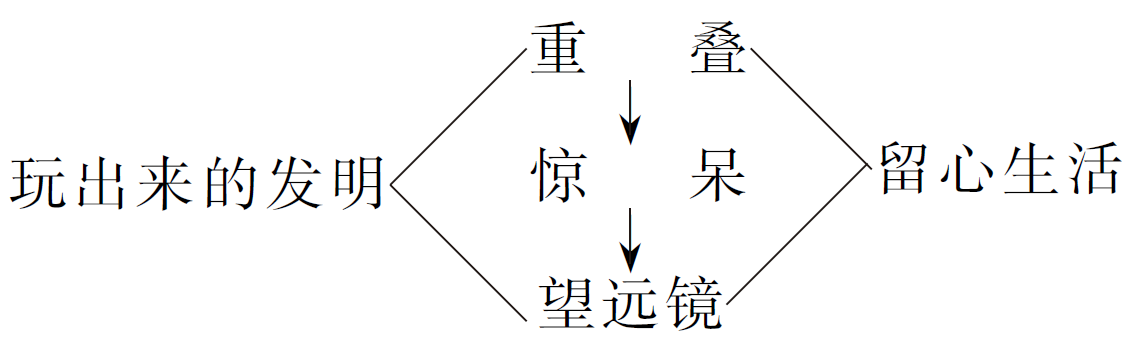 重叠
玩出来的发明
惊呆
留心生活
望远镜